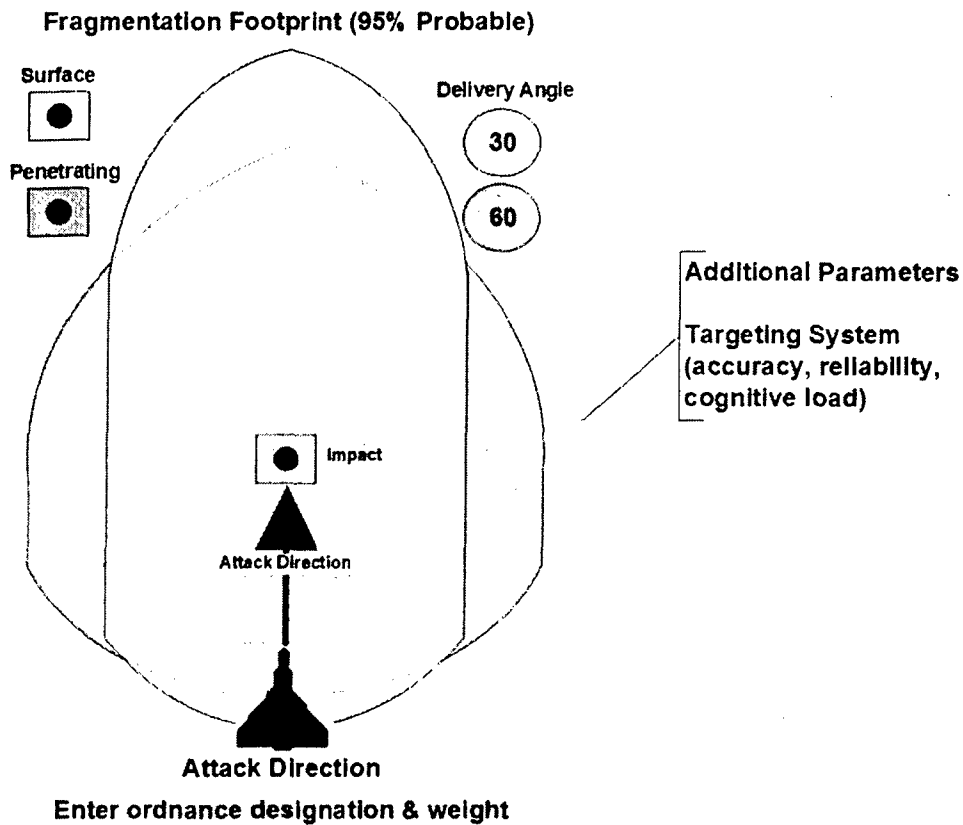 Fragmentation Footprint (95% Probable)
Surface
Penetrating
Delivery Angle
30
60
Additional Parameters
Targeting System
(accuracy, reliability,
cognitive load)
Impact
Attack Direction
Attack Direction
Enter ordnance designation & weight